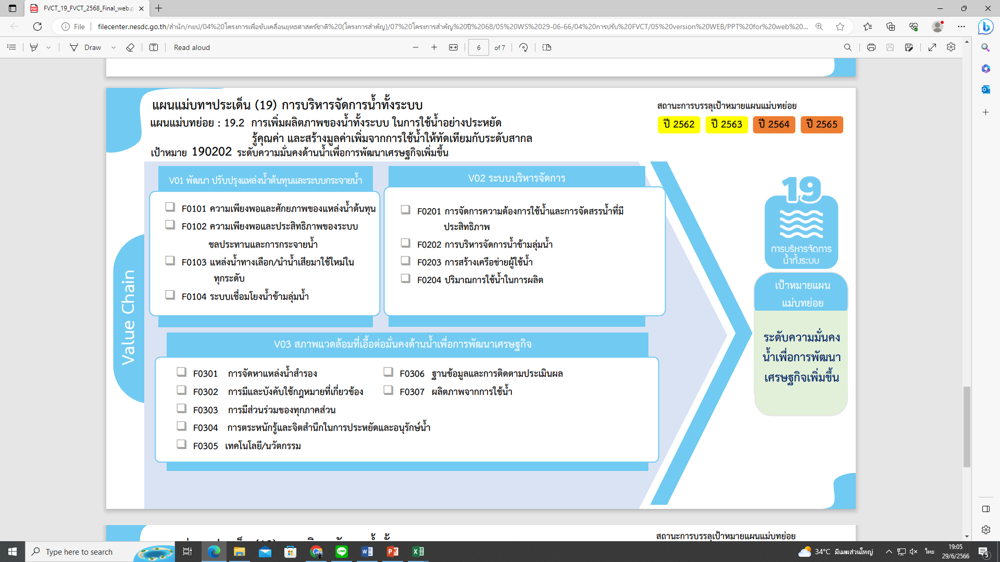 FVCT_19_FVCT_2568_Final_web.p
File
filecenter.nesdc.go.th/สำนัก/กยป/04%20โครงการเพื่อขับเคลื่อนยุทธศาสตร์ชาติ%20(โครงการสำคัญ)/07%20โครงการสำคัญ%20ปี%2068/05%20WS%2029-06-66/04%20การปรับ%20FVCT/05%20version%20WEB/PPT%20for%20web%20...
Draw
Read aloud
6 of 7
แผนแม่บทฯประเด็น (19) การบริหารจัดการน้ำทั้งระบบ
สถานะการบรรลุเป้าหมายแผนแม่บทย่อย
แผนแม่บทย่อย : 19.2 การเพิ่มผลิตภาพของน้ำทั้งระบบ ในการใช้น้ำอย่างประหยัด
รู้คุณค่า และสร้างมูลค่าเพิ่มจากการใช้น้ำให้ทัดเทียมกับระดับสากล
ปี 2562 ปี 2563 ปี 2564 ปี 2565
เป้าหมาย 190202 ระดับความมั่นคงด้านน้ำเพื่อการพัฒนาเศรษฐกิจเพิ่มขึ้น
Value Chain
V01 พัฒนา ปรับปรุงแหล่งน้ำต้นทุนและระบบกระจายน้ำ
F0101 ความเพียงพอและศักยภาพของแหล่งน้ำต้นทุน
F0102 ความเพียงพอและประสิทธิภาพของระบบ
ชลประทานและการกระจายน้ำ
F0103 แหล่งน้ำทางเลือก/นำน้ำเสียมาใช้ใหม่ใน
ทุกระดับ
F0104 ระบบเชื่อมโยงน้ำข้ามลุ่มน้ำ
V02 ระบบบริหารจัดการ
F0201 การจัดการความต้องการใช้น้ำและการจัดสรรน้ำที่มี
ประสิทธิภาพ
F0202 การบริหารจัดการน้ำข้ามลุ่มน้ำ
F0203 การสร้างเครือข่ายผู้ใช้น้ำ
F0204 ปริมาณการใช้น้ำในการผลิต
V03 สภาพแวดล้อมที่เอื้อต่อมั่นคงด้านน้ำเพื่อการพัฒนาเศรษฐกิจ
F0301 การจัดหาแหล่งน้ำสำรอง
F0302 การมีและบังคับใช้กฎหมายที่เกี่ยวข้อง
F0303 การมีส่วนร่วมของทุกภาคส่วน
F0304 การตระหนักรู้และจิตสำนึกในการประหยัดและอนุรักษ์น้ำ
F0305 เทคโนโลยี/นวัตกรรม
F0306 ฐานข้อมูลและการติดตามประเมินผล
F0307 ผลิตภาพจากการใช้น้ำ
19
การบริหารจัดการ
น้ำทั้งระบบ
เป้าหมายแผน
แม่บทย่อย
ระดับความมั่นคง
น้ำเพื่อการพัฒนา
เศรษฐกิจเพิ่มขึ้น
สถานะการบรรลุเป้าหมายแผนแม่บทย่อย
Type here to search
34°C มีเมฆส่วนใหญ่
ไทย
19:05
29/6/2566
5